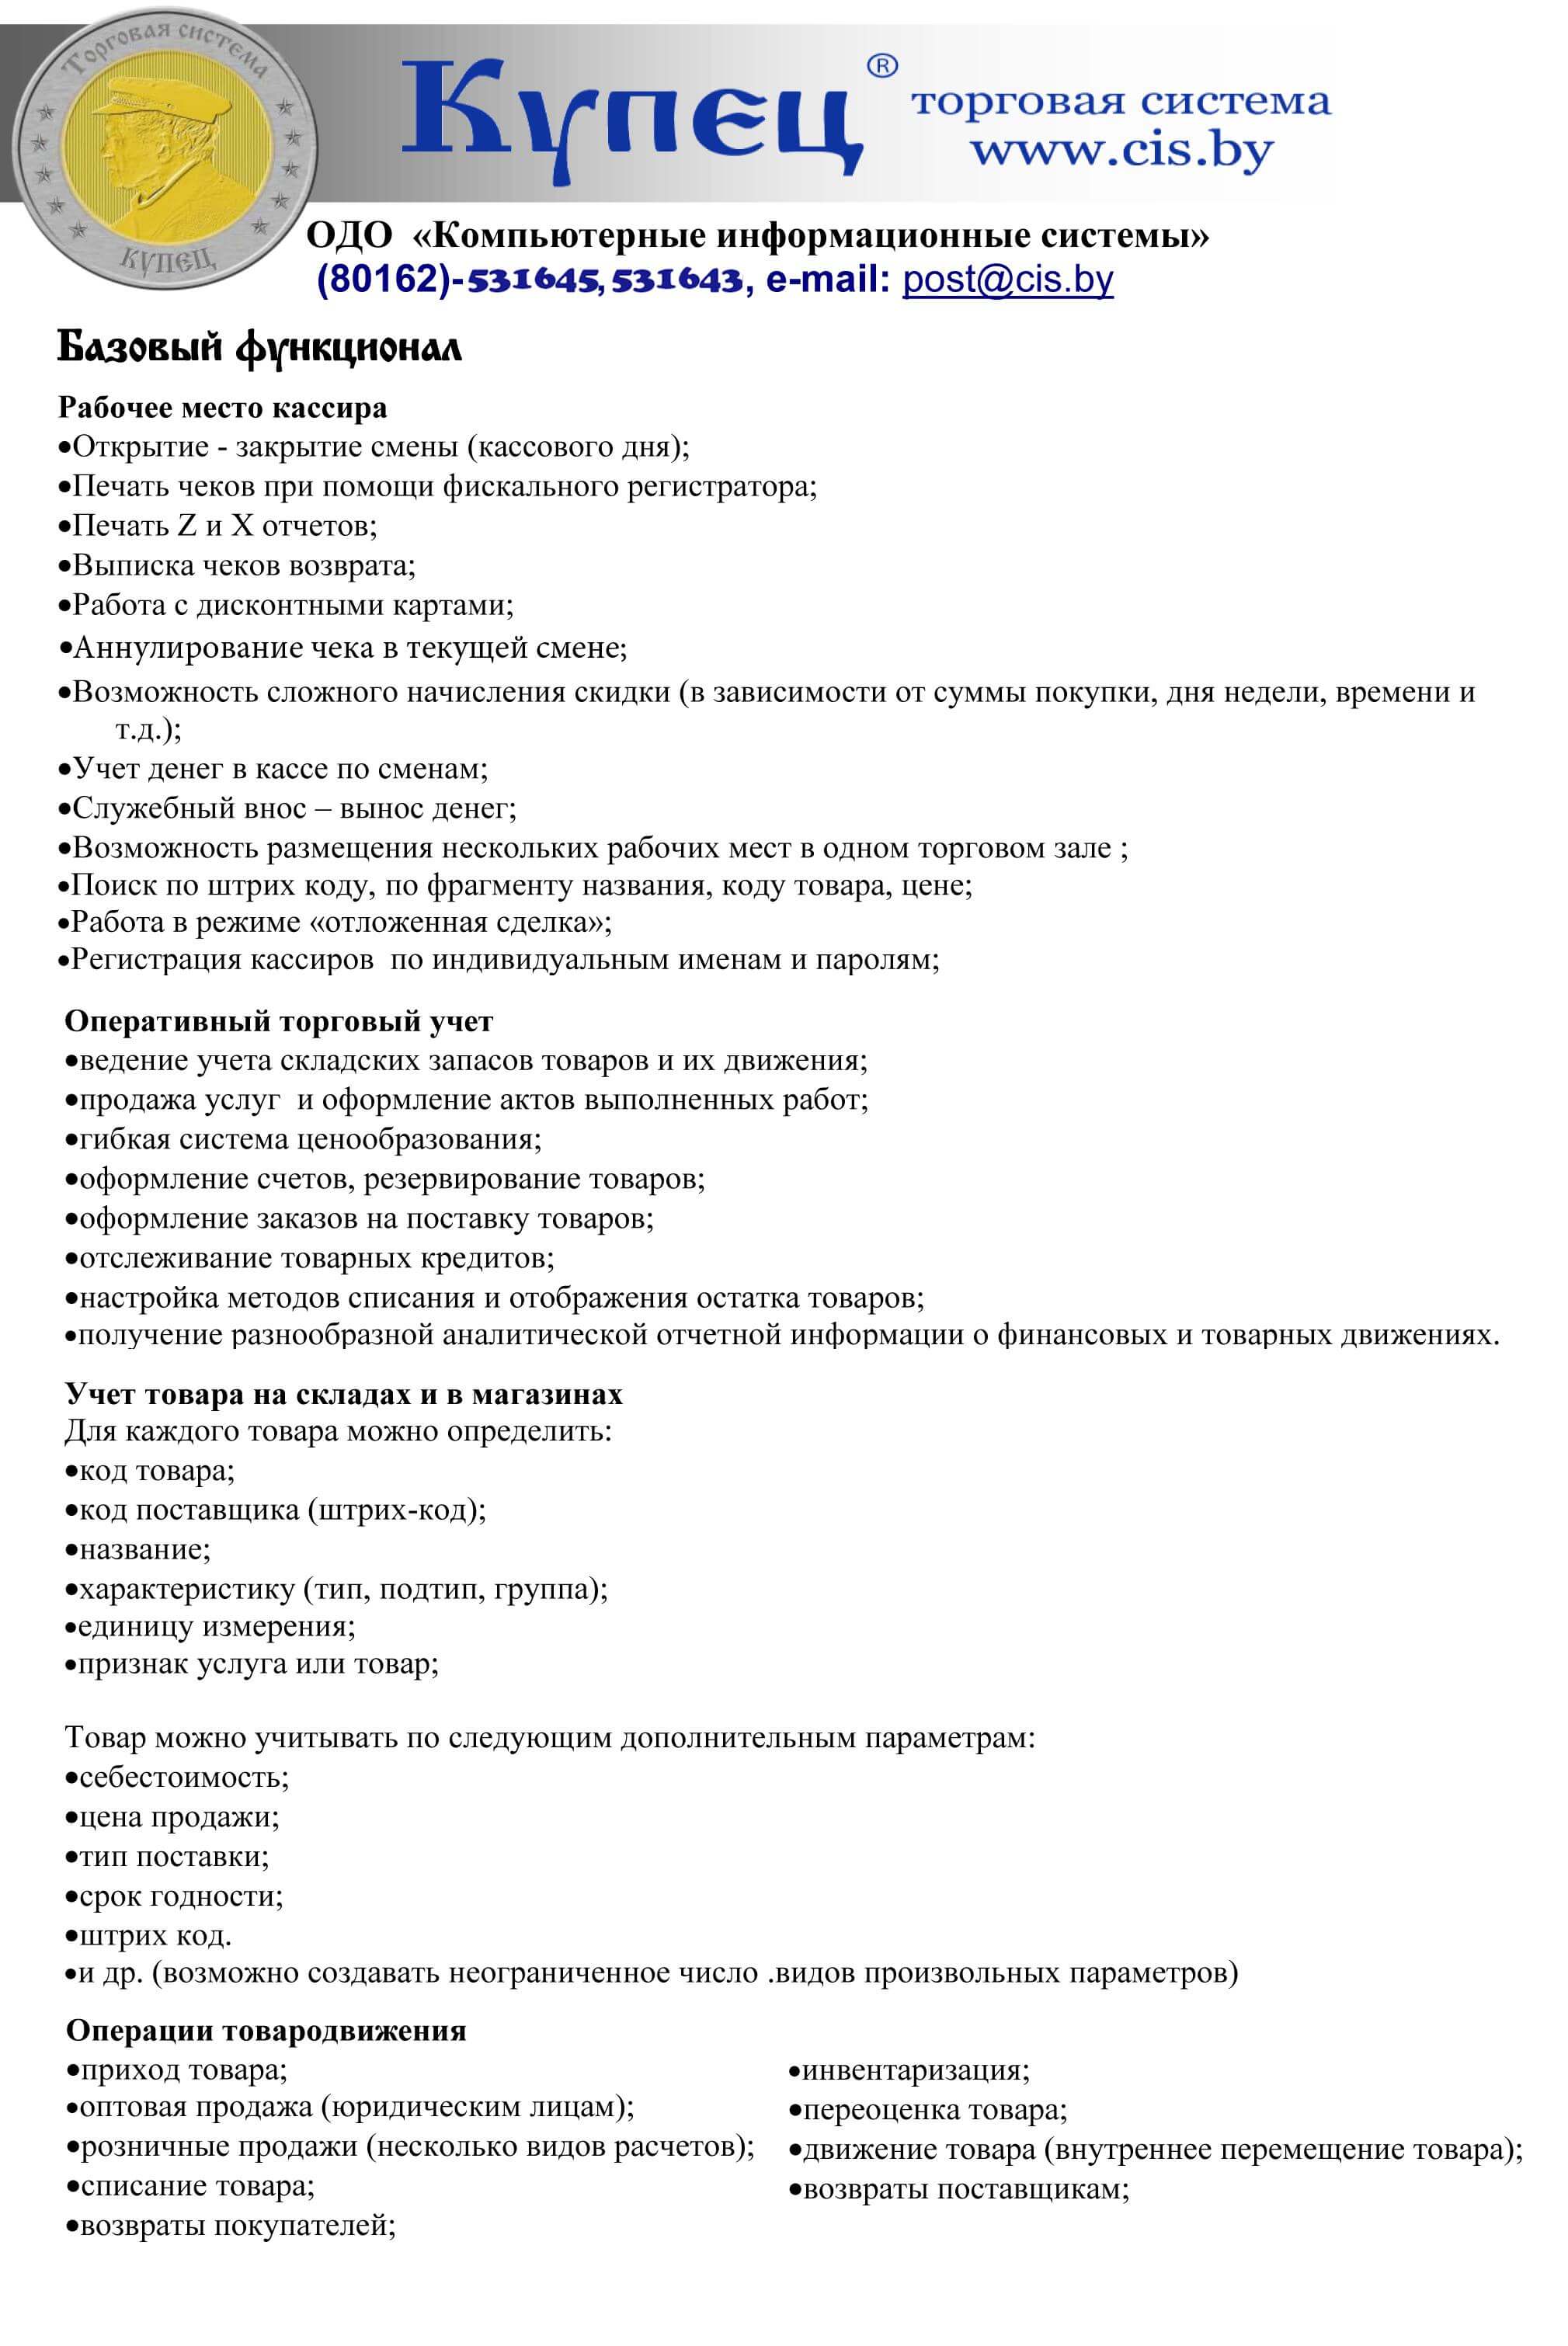 Торговая система
КУПЕЦ
Купец®
торговая система
www.cis.by
ОДО «Компьютерные информационные системы»
(80162)-531645, 531643, e-mail: post@cis.by
Базовый функционал
Рабочее место кассира
•Открытие - закрытие смены (кассового дня);
•Печать чеков при помощи фискального регистратора;
•Печать Z и X отчетов;
•Выписка чеков возврата;
•Работа с дисконтными картами;
•Аннулирование чека в текущей смене;
•Возможность сложного начисления скидки (в зависимости от суммы покупки, дня недели, времени и
т.д.);
•Учет денег в кассе по сменам;
•Служебный внос – вынос денег;
•Возможность размещения нескольких рабочих мест в одном торговом зале ;
•Поиск по штрих коду, по фрагменту названия, коду товара, цене;
•Работа в режиме «отложенная сделка»;
•Регистрация кассиров  по индивидуальным именам и паролям;
Оперативный торговый учет
•ведение учета складских запасов товаров и их движения;
•продажа услуг  и оформление актов выполненных работ;
•гибкая система ценообразования;
•оформление счетов, резервирование товаров;
•оформление заказов на поставку товаров;
•отслеживание товарных кредитов;
•настройка методов списания и отображения остатка товаров;
•получение разнообразной аналитической отчетной информации о финансовых и товарных движениях.
Учет товара на складах и в магазинах
Для каждого товара можно определить:
•код товара;
•код поставщика (штрих-код);
•название;
•характеристику (тип, подтип, группа);
•единицу измерения;
•признак услуга или товар;
Товар можно учитывать по следующим дополнительным параметрам:
•себестоимость;
•цена продажи;
•тип поставки;
•срок годности;
•штрих код.
•и др. (возможно создавать неограниченное число .видов произвольных параметров)
Операции товародвижения
•приход товара;
•оптовая продажа (юридическим лицам);
•розничные продажи (несколько видов расчетов);
•списание товара;
•возвраты покупателей;
•инвентаризация;
•переоценка товара;
•движение товара (внутреннее перемещение товара);
•возвраты поставщикам;